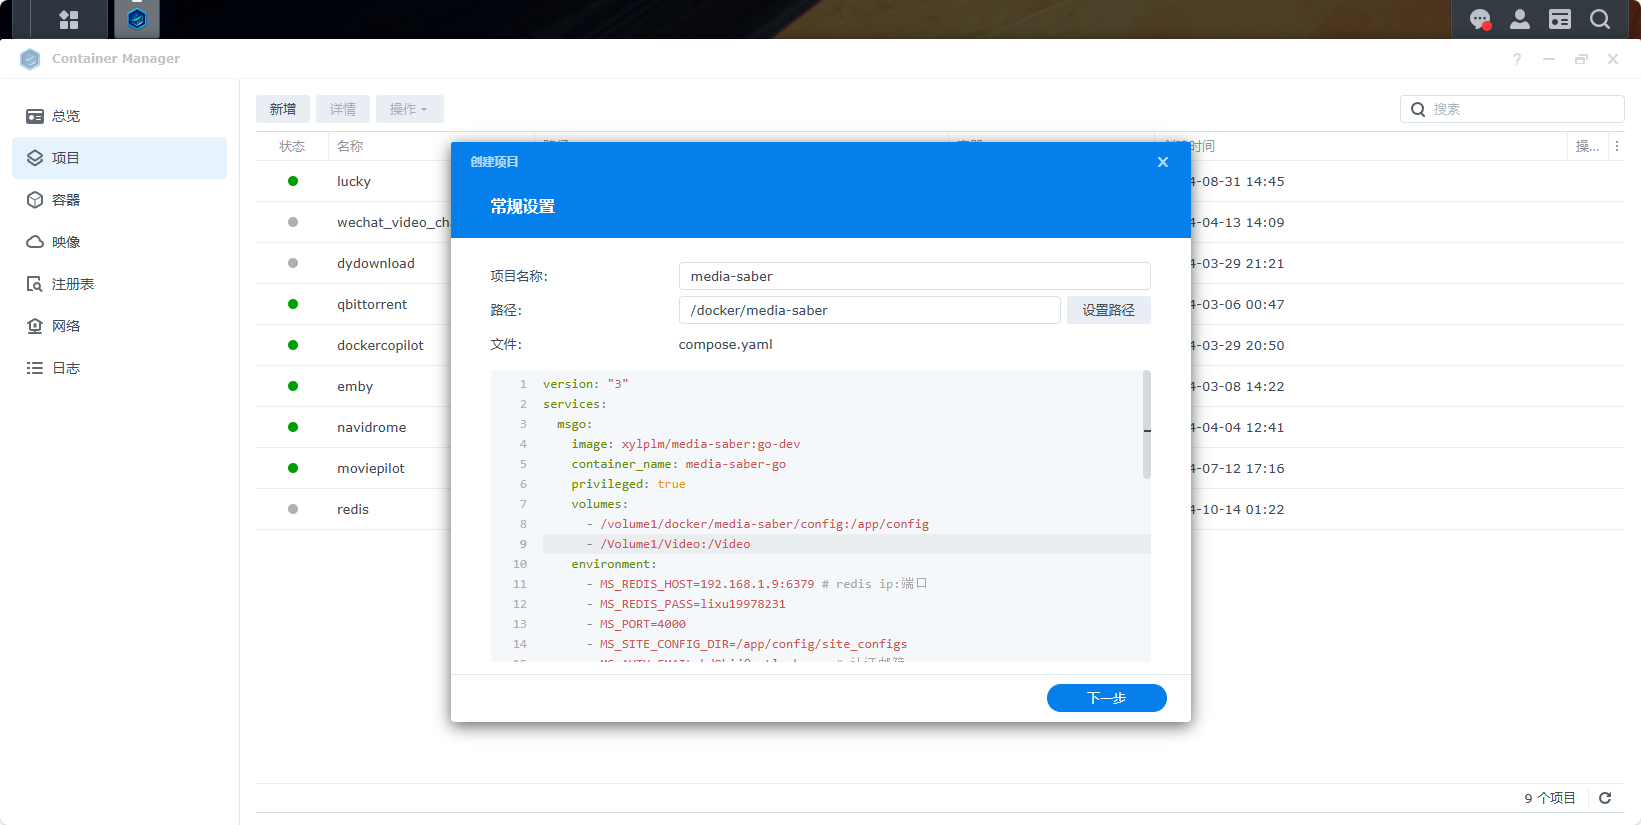 Container Manager
?
总览
项目
容器
映像
注册表
网络
日志
新增 详情 操作
搜索
状态 名称 时间 操... 
lucky 4-08-31 14:45
wechat_video_ch 4-04-13 14:09
dydownload 4-03-29 21:21
qbittorrent 4-03-06 00:47
dockercopilot 4-03-29 20:50
emby 4-03-08 14:22
navidrome 4-04-04 12:41
moviepilot 4-07-12 17:16
redis 4-10-14 01:22
创建项目
常规设置
项目名称: media-saber
路径: /docker/media-saber 设置路径
文件: compose.yaml
1 version: "3"
2 services:
3 msgo:
4 image: xylplm/media-saber:go-dev
5 container_name: media-saber-go
6 privileged: true
7 volumes:
8 - /volume1/docker/media-saber/config:/app/config
9 - /Volume1/Video:/Video
10 environment:
11 - MS_REDIS_HOST=192.168.1.9:6379 # redis ip:端口
12 - MS_REDIS_PASS=lixu19978231
13 - MS_PORT=4000
14 - MS_SITE_CONFIG_DIR=/app/config/site_configs
下一步
9 个项目